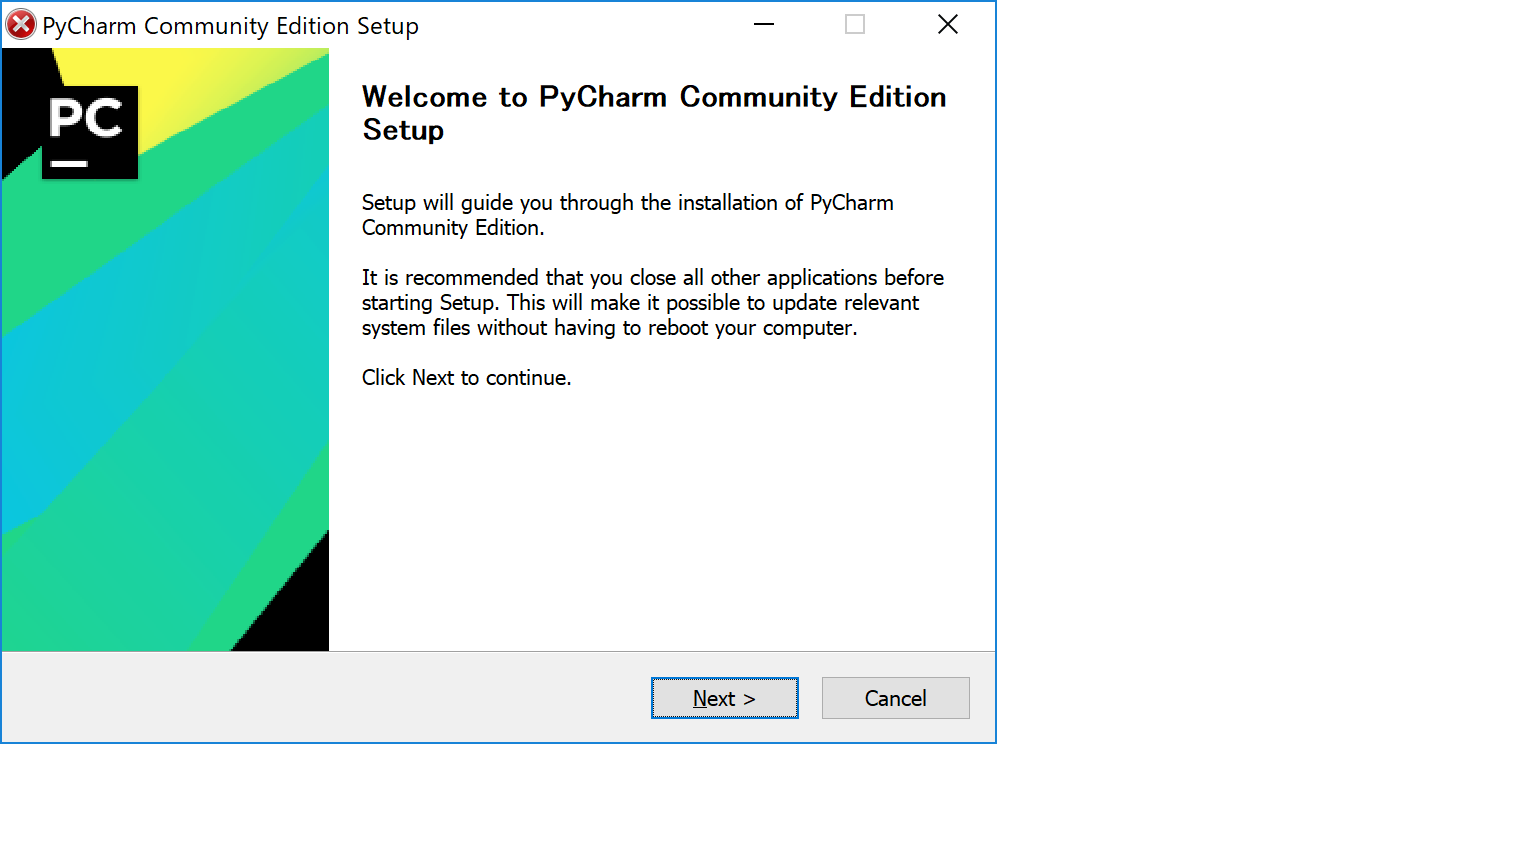 PyCharm Community Edition Setup
PC
Welcome to PyCharm Community Edition
Setup
Setup will guide you through the installation of PyCharm
Community Edition.
It is recommended that you close all other applications before
starting Setup. This will make it possible to update relevant
system files without having to reboot your computer.
Click Next to continue.
Next >
Cancel